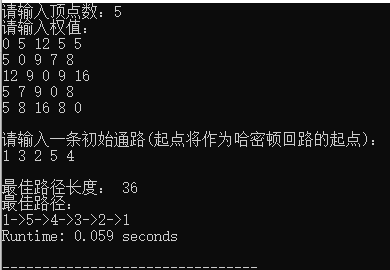 请输入顶点数：5
请输入权值：
0 5 12 5 5
5 0 9 7 8
12 9 0 9 16
5 7 9 0 8
5 8 16 8 0
请输入一条初始通路(起点将作为哈密顿回路的起点)：
1 3 2 5 4
最佳路径长度： 36
最佳路径：
1->5->4->3->2->1
Runtime: 0.059 seconds
--------------------------------